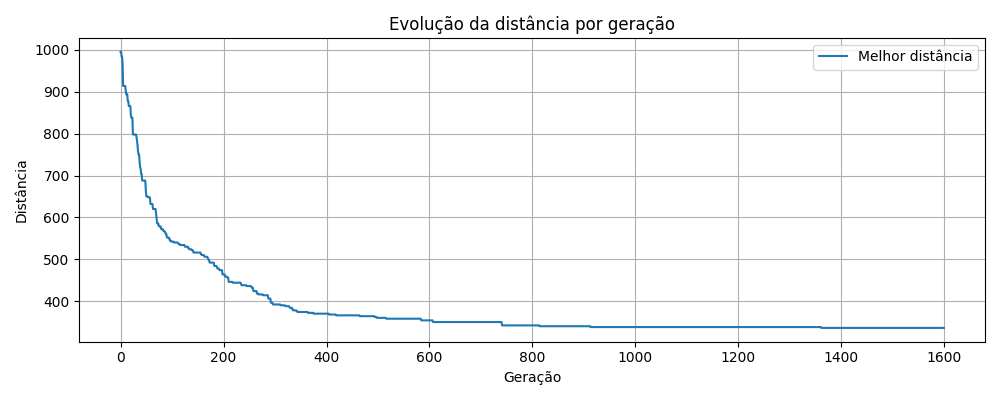 Evolução da distância por geração
Melhor distância
Distância
1000
900
800
700
600
500
400
0 200 400 600 800 1000 1200 1400 1600
Geração